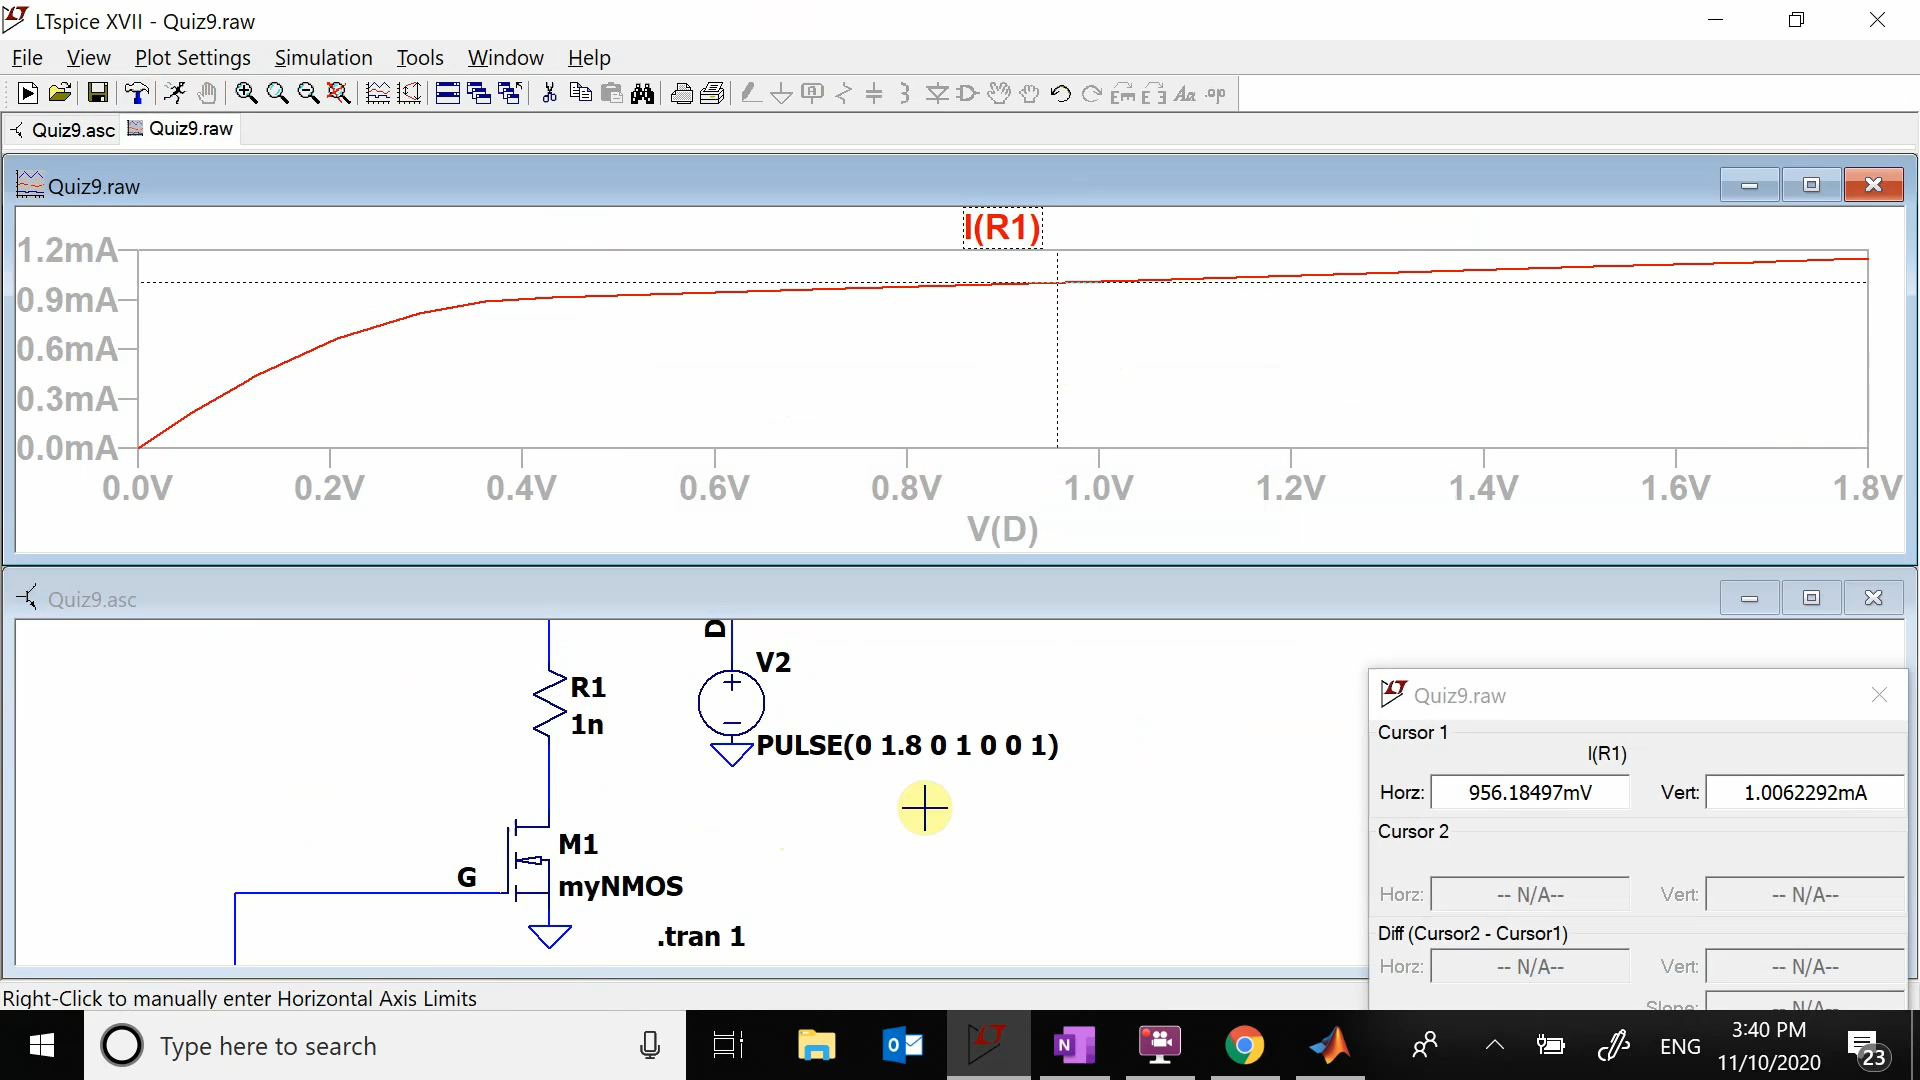 LTspice XVII - Quiz9.raw
File View Plot Settings Simulation Tools Window Help
Quiz9.asc Quiz9.raw
Quiz9.raw
I(R1)
1.2mA
0.9mA
0.6mA
0.3mA
0.0mA
0.0V 0.2V 0.4V 0.6V 0.8V 1.0V 1.2V 1.4V 1.6V 1.8V
V(D)
Quiz9.asc
D
V2
R1
1n
PULSE(0 1.8 0 1 0 0 1)
M1
G
myNMOS
.tran 1
Quiz9.raw
Cursor 1
I(R1)
Horz: 956.18497mV Vert: 1.0062292mA
Cursor 2
Horz: -- N/A-- Vert: -- N/A--
Diff (Cursor2 - Cursor1)
Horz: -- N/A-- Vert: -- N/A--
Slope: -- N/A--
Right-Click to manually enter Horizontal Axis Limits
Type here to search
ENG
3:40 PM
11/10/2020
23